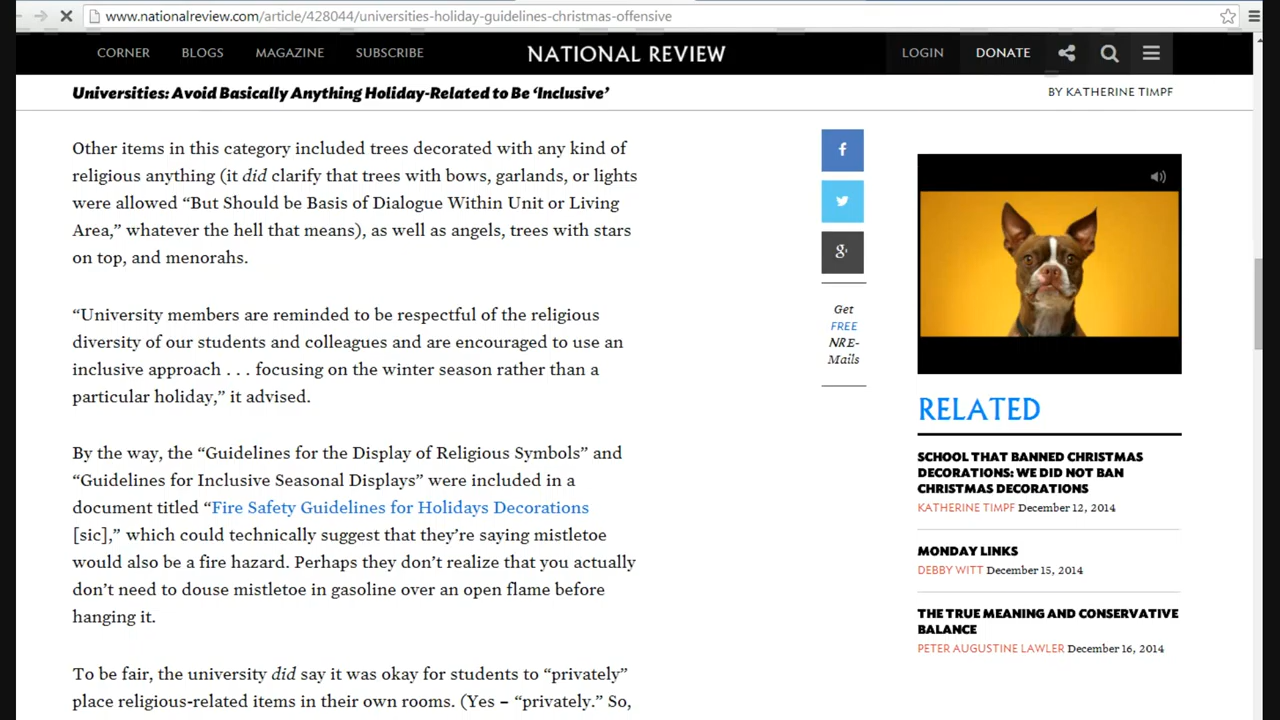 www.nationalreview.com/article/428044/universities-holiday-guidelines-christmas-offensive
CORNER BLOGS MAGAZINE SUBSCRIBE NATIONAL REVIEW LOGIN DONATE
Universities: Avoid Basically Anything Holiday-Related to Be ‘Inclusive’ BY KATHERINE TIMPF
Other items in this category included trees decorated with any kind of
religious anything (it did clarify that trees with bows, garlands, or lights
were allowed “But Should be Basis of Dialogue Within Unit or Living
Area,” whatever the hell that means), as well as angels, trees with stars
on top, and menorahs.
“University members are reminded to be respectful of the religious
diversity of our students and colleagues and are encouraged to use an
inclusive approach . . . focusing on the winter season rather than a
particular holiday,” it advised.
By the way, the “Guidelines for the Display of Religious Symbols” and
“Guidelines for Inclusive Seasonal Displays” were included in a
document titled “Fire Safety Guidelines for Holidays Decorations
[sic],” which could technically suggest that they’re saying mistletoe
would also be a fire hazard. Perhaps they don’t realize that you actually
don’t need to douse mistletoe in gasoline over an open flame before
hanging it.
To be fair, the university did say it was okay for students to “privately”
place religious-related items in their own rooms. (Yes – “privately.” So,
Get
FREE
NR E-
Mails
RELATED
SCHOOL THAT BANNED CHRISTMAS
DECORATIONS: WE DID NOT BAN
CHRISTMAS DECORATIONS
KATHERINE TIMPF December 12, 2014
MONDAY LINKS
DEBBY WITT December 15, 2014
THE TRUE MEANING AND CONSERVATIVE
BALANCE
PETER AUGUSTINE LAWLER December 16, 2014